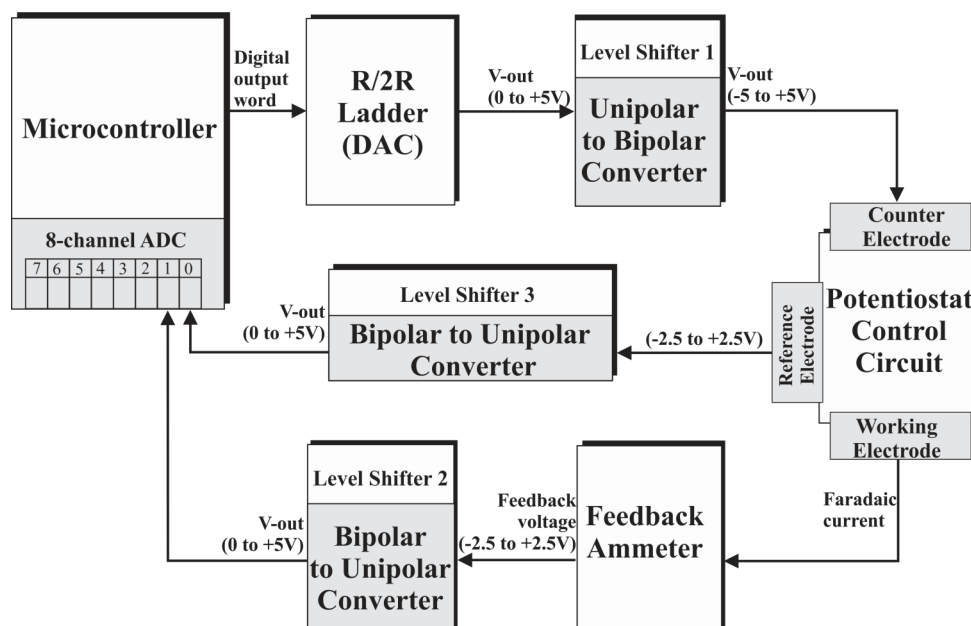 Microcontroller
8-channel ADC
7 6 5 4 3 2 1 0
Digital
output
word
R/2R
Ladder
(DAC)
V-out
(0 to +5V)
Level Shifter 1
Unipolar
to Bipolar
Converter
V-out
(-5 to +5V)
Counter
Electrode
Reference
Electrode
Potentiostat
Control
Circuit
Working
Electrode
(-2.5 to +2.5V)
Level Shifter 3
Bipolar to Unipolar
Converter
V-out
(0 to +5V)
Faradaic
current
Feedback
Ammeter
Feedback
voltage
(-2.5 to +2.5V)
Level Shifter 2
Bipolar
to Unipolar
Converter
V-out
(0 to +5V)